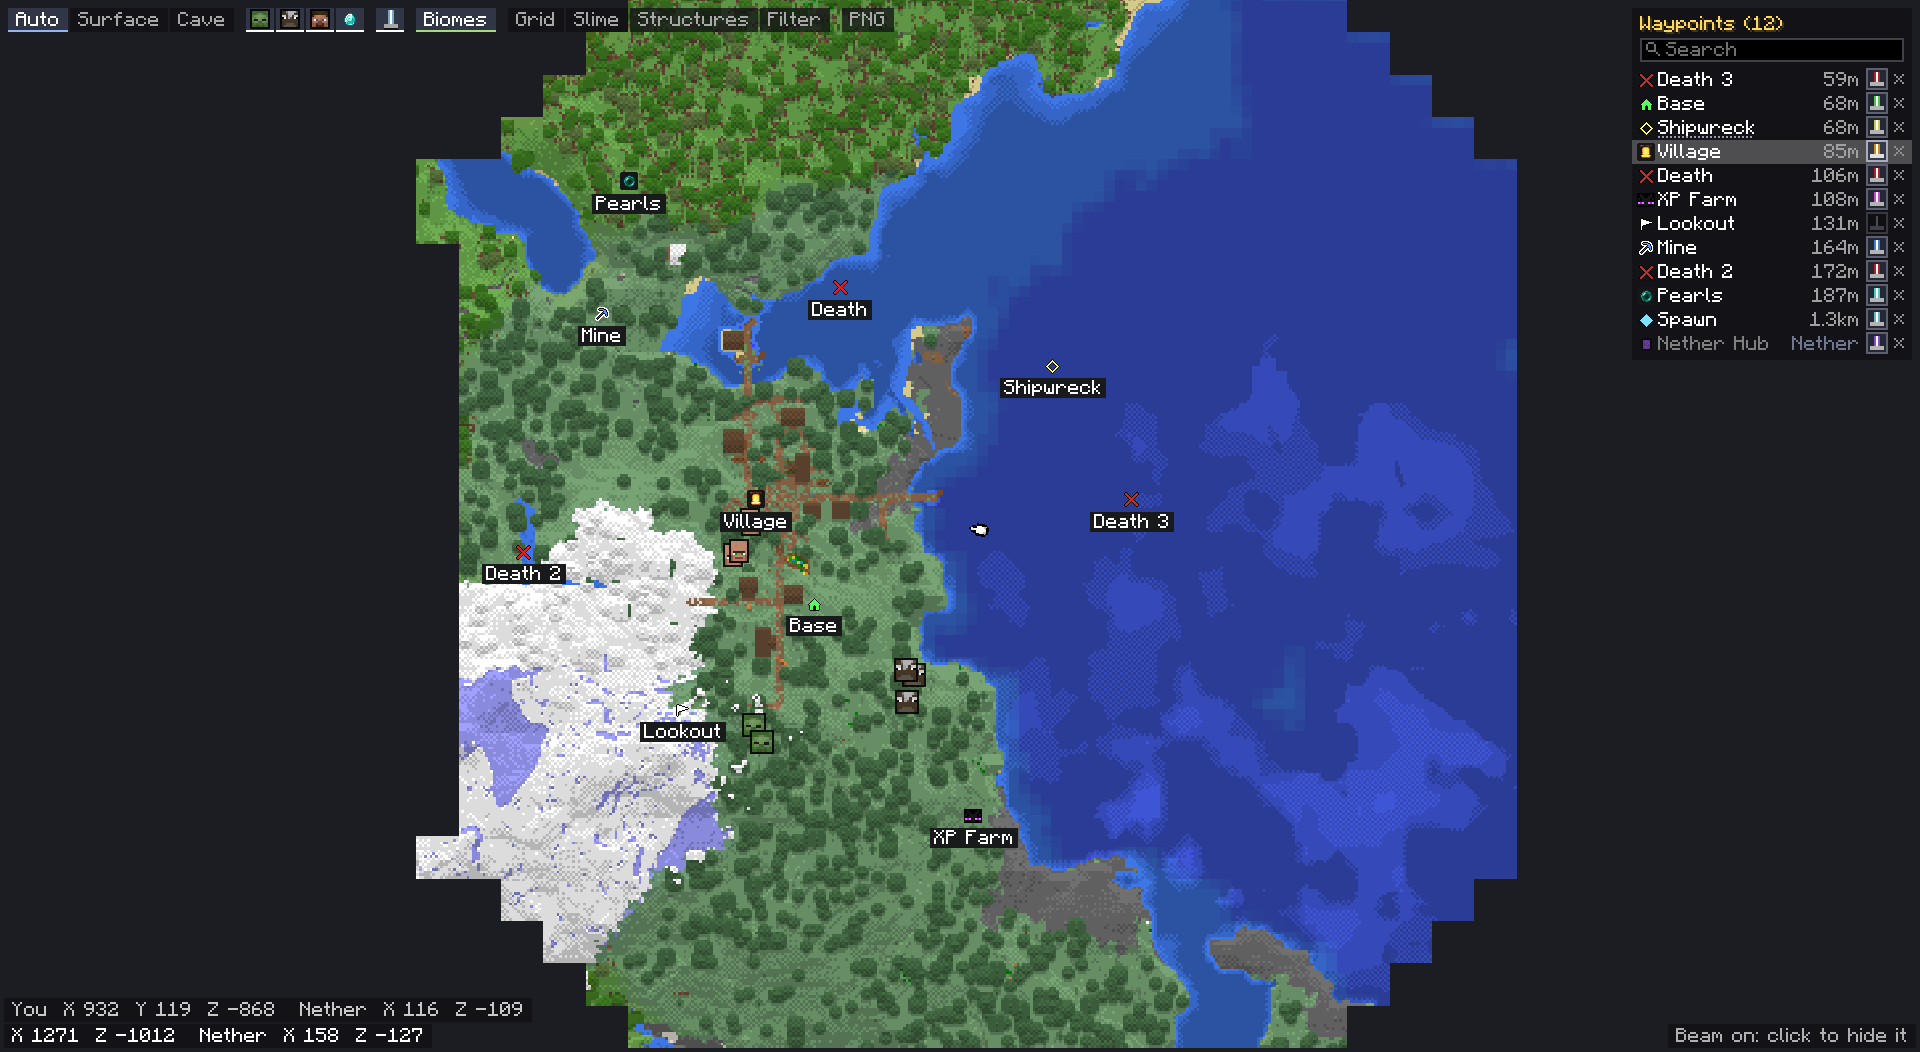 Auto Surface Cave Biomes Grid Slime Structures Filter PNG
Waypoints (12)
Search
Death 3 59m
Base 68m
Shipwreck 68m
Village 85m
Death 106m
XP Farm 108m
Lookout 131m
Mine 164m
Death 2 172m
Pearls 187m
Spawn 1.3km
Nether Hub Nether
Pearls
Death
Mine
Shipwreck
Village
Death 3
Death 2
Base
Lookout
XP Farm
You X 932 Y 119 Z -868 Nether X 116 Z -109
X 1271 Z -1012 Nether X 158 Z -127
Beam on: click to hide it